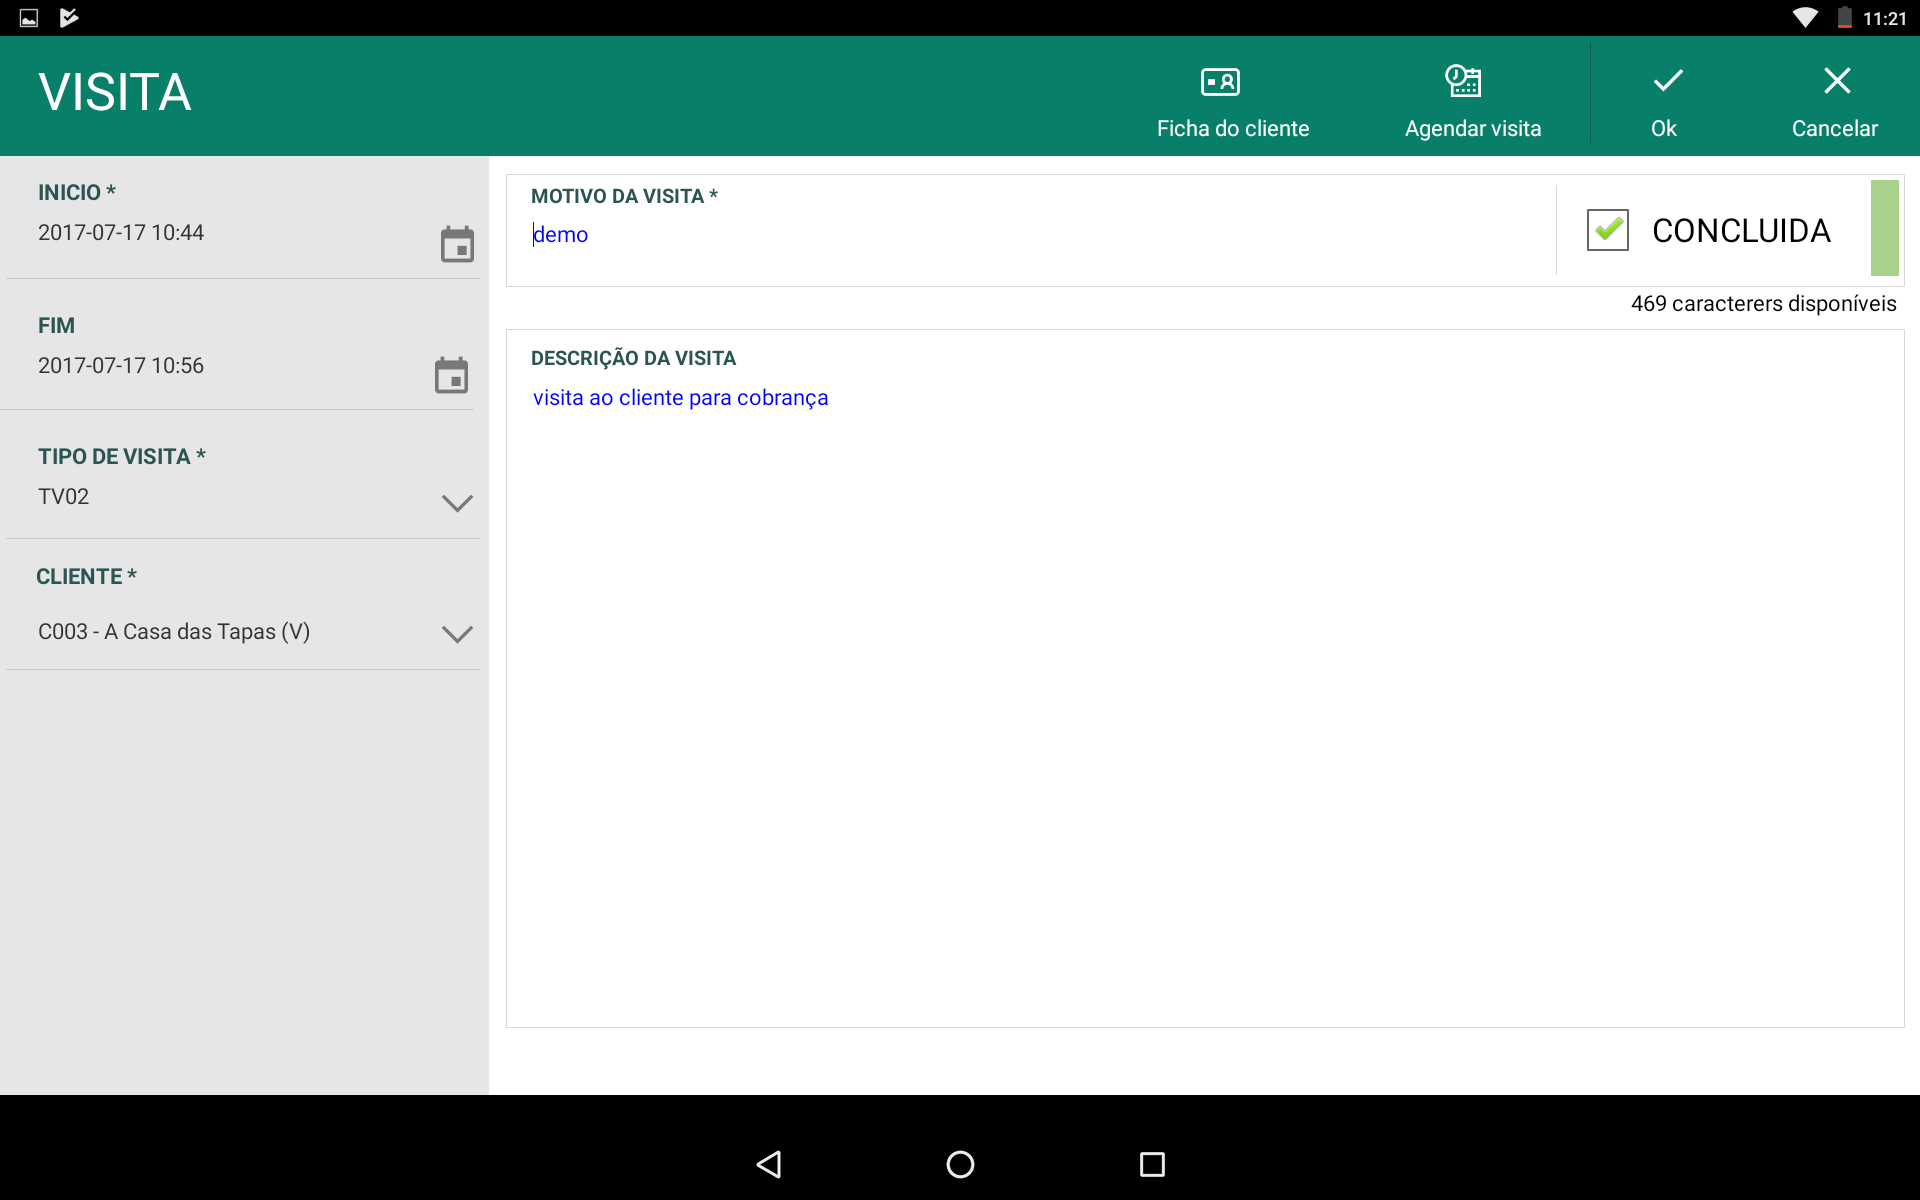 11:21
VISITA
Ficha do cliente
Agendar visita
Ok
Cancelar
INICIO *
2017-07-17 10:44
FIM
2017-07-17 10:56
TIPO DE VISITA *
TV02
CLIENTE *
C003 - A Casa das Tapas (V)
MOTIVO DA VISITA *
demo
CONCLUIDA
469 caracterers disponíveis
DESCRIÇÃO DA VISITA
visita ao cliente para cobrança